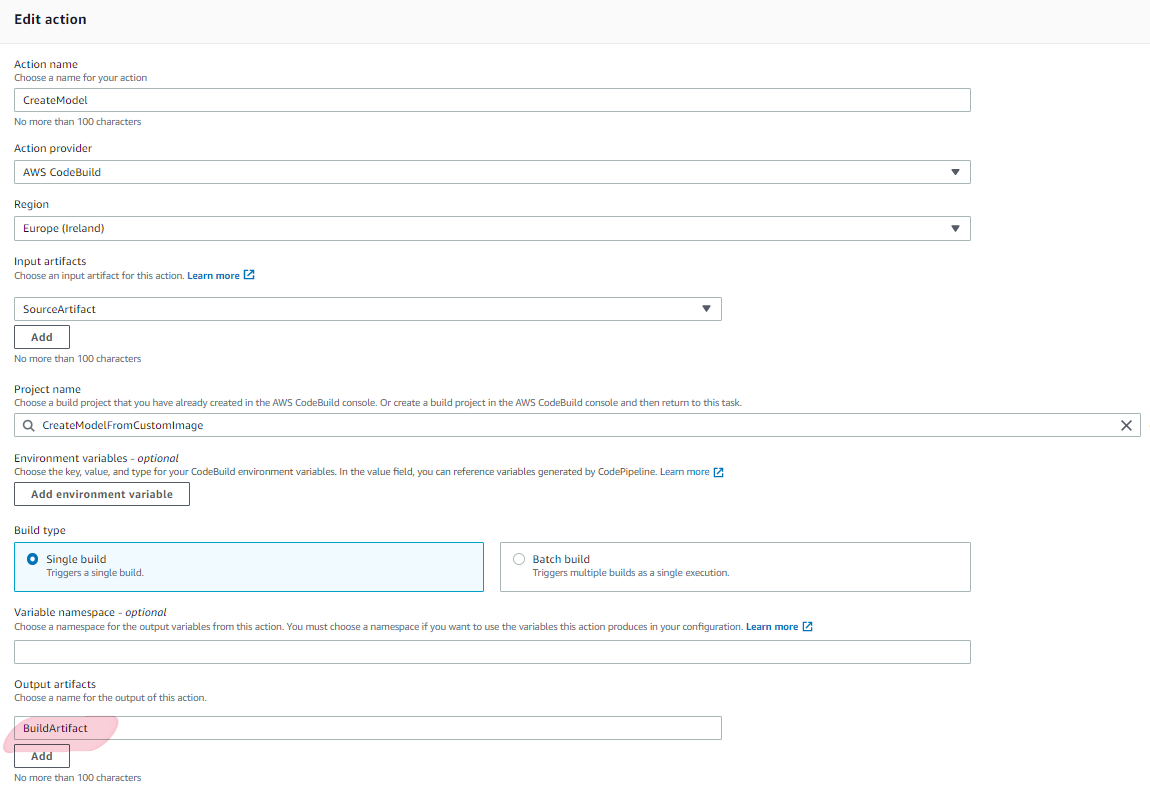 Edit action
Action name
Choose a name for your action
CreateModel
No more than 100 characters
Action provider
AWS CodeBuild
Region
Europe (Ireland)
Input artifacts
Choose an input artifact for this action. Learn more
SourceArtifact
Add
No more than 100 characters
Project name
Choose a build project that you have already created in the AWS CodeBuild console. Or create a build project in the AWS CodeBuild console and then return to this task.
CreateModelFromCustomImage
Environment variables - optional
Choose the key, value, and type for your CodeBuild environment variables. In the value field, you can reference variables generated by CodePipeline. Learn more
Add environment variable
Build type
Single build
Triggers a single build.
Batch build
Triggers multiple builds as a single execution.
Variable namespace - optional
Choose a namespace for the output variables from this action. You must choose a namespace if you want to use the variables this action produces in your configuration. Learn more
Output artifacts
Choose a name for the output of this action.
BuildArtifact
Add
No more than 100 characters